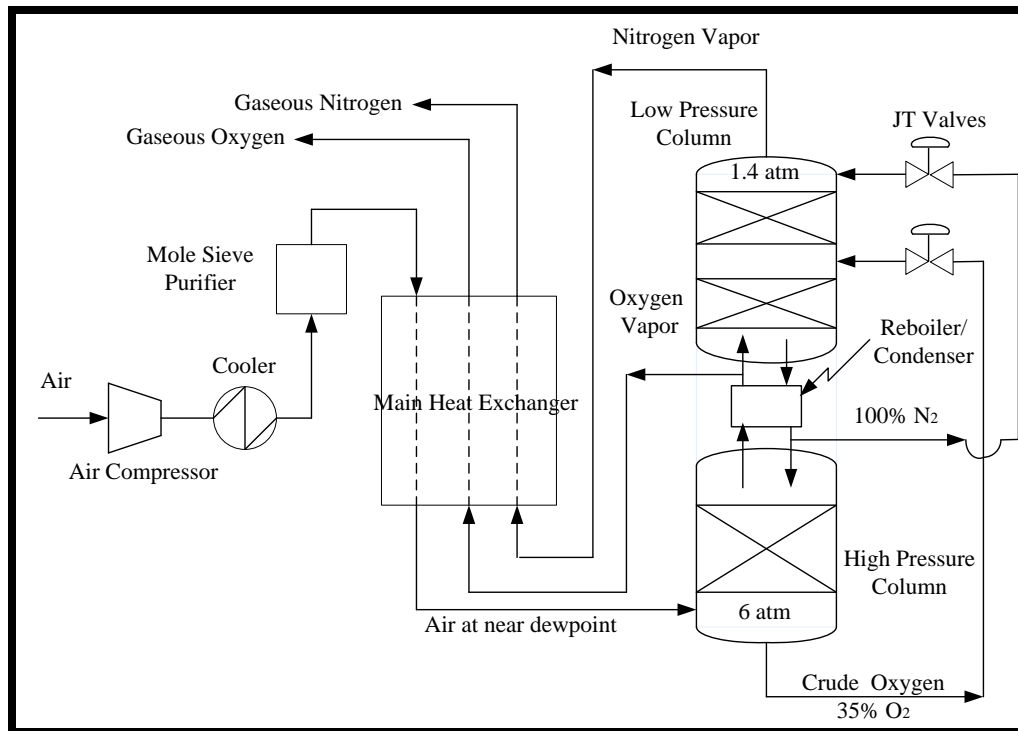 Nitrogen Vapor
Gaseous Nitrogen
Gaseous Oxygen
Low Pressure
Column
JT Valves
1.4 atm
Mole Sieve
Purifier
Oxygen
Vapor
Reboiler/
Condenser
Air
Cooler
Main Heat Exchanger
100% N2
Air Compressor
High Pressure
Column
6 atm
Air at near dewpoint
Crude Oxygen
35% O2